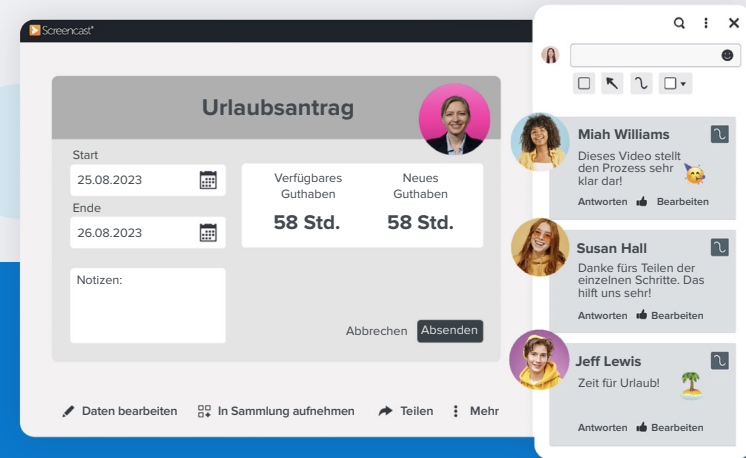 Screencast®
Urlaubsantrag
Start
25.08.2023
Ende
26.08.2023
Verfügbares
Guthaben
58 Std.
Neues
Guthaben
58 Std.
Notizen:
Abbrechen
Absenden
Daten bearbeiten
In Sammlung aufnehmen
Teilen
Mehr
Miah Williams
Dieses Video stellt
den Prozess sehr
klar dar!
Antworten Bearbeiten
Susan Hall
Danke fürs Teilen der
einzelnen Schritte. Das
hilft uns sehr!
Antworten Bearbeiten
Jeff Lewis
Zeit für Urlaub!
Antworten Bearbeiten